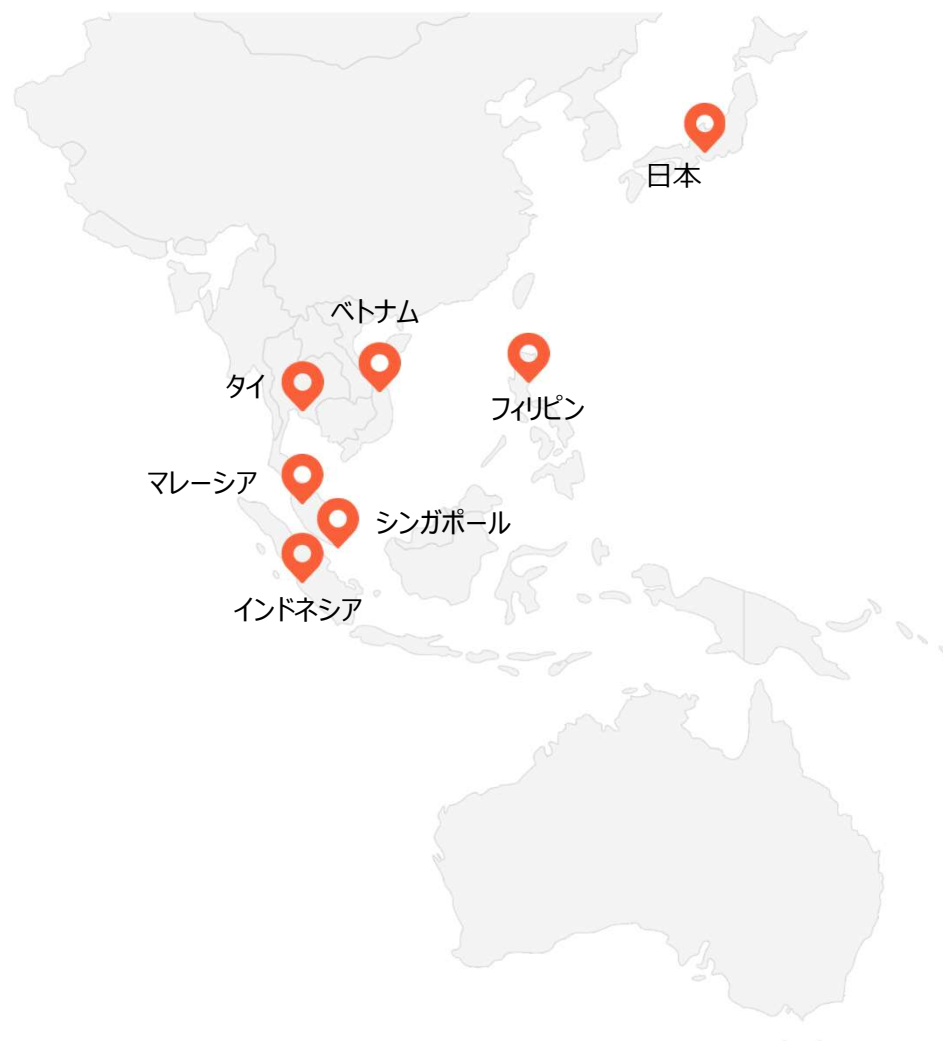 日本
ベトナム
タイ
フィリピン
マレーシア
シンガポール
インドネシア